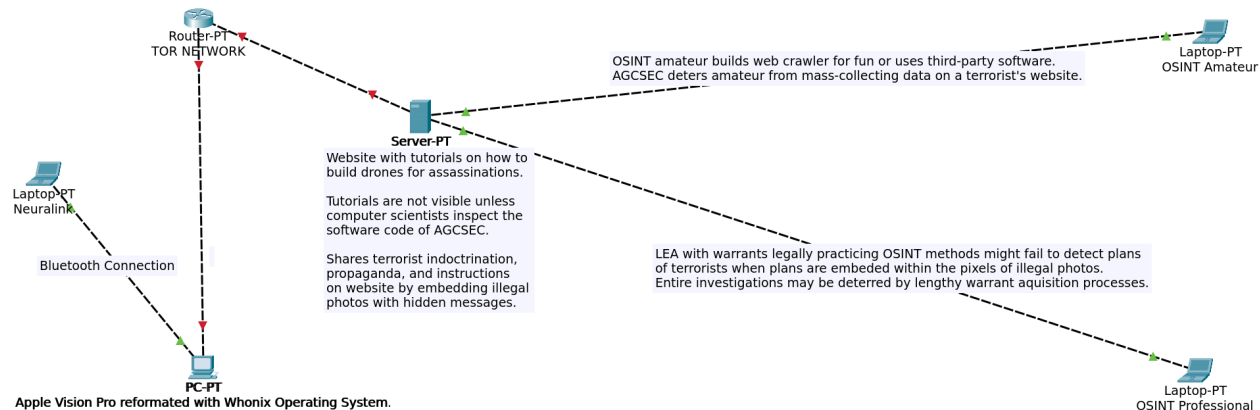 Router-PT
TOR NETWORK
OSINT amateur builds web crawler for fun or uses third-party software.
AGCSEC deters amateur from mass-collecting data on a terrorist's website.
Laptop-PT
OSINT Amateur
Server-PT
Website with tutorials on how to
build drones for assassinations.
Tutorials are not visible unless
computer scientists inspect the
software code of AGCSEC.
Shares terrorist indoctrination,
propaganda, and instructions
on website by embedding illegal
photos with hidden messages.
Laptop-PT
Neuralink
Bluetooth Connection
LEA with warrants legally practicing OSINT methods might fail to detect plans
of terrorists when plans are embeded within the pixels of illegal photos.
Entire investigations may be deterred by lengthy warrant aquisition processes.
PC-PT
Apple Vision Pro reformated with Whonix Operating System.
Laptop-PT
OSINT Professional